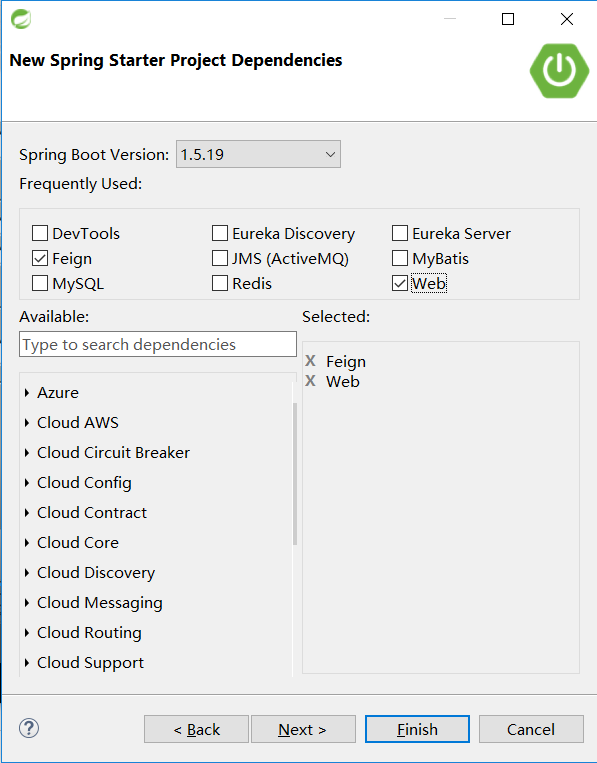 New Spring Starter Project Dependencies
Spring Boot Version: 1.5.19
Frequently Used:
DevTools Eureka Discovery Eureka Server
Feign JMS (ActiveMQ) MyBatis
MySQL Redis Web
Available: Selected:
Type to search dependencies
X Feign
X Web
Azure
Cloud AWS
Cloud Circuit Breaker
Cloud Config
Cloud Contract
Cloud Core
Cloud Discovery
Cloud Messaging
Cloud Routing
Cloud Support
? < Back Next > Finish Cancel